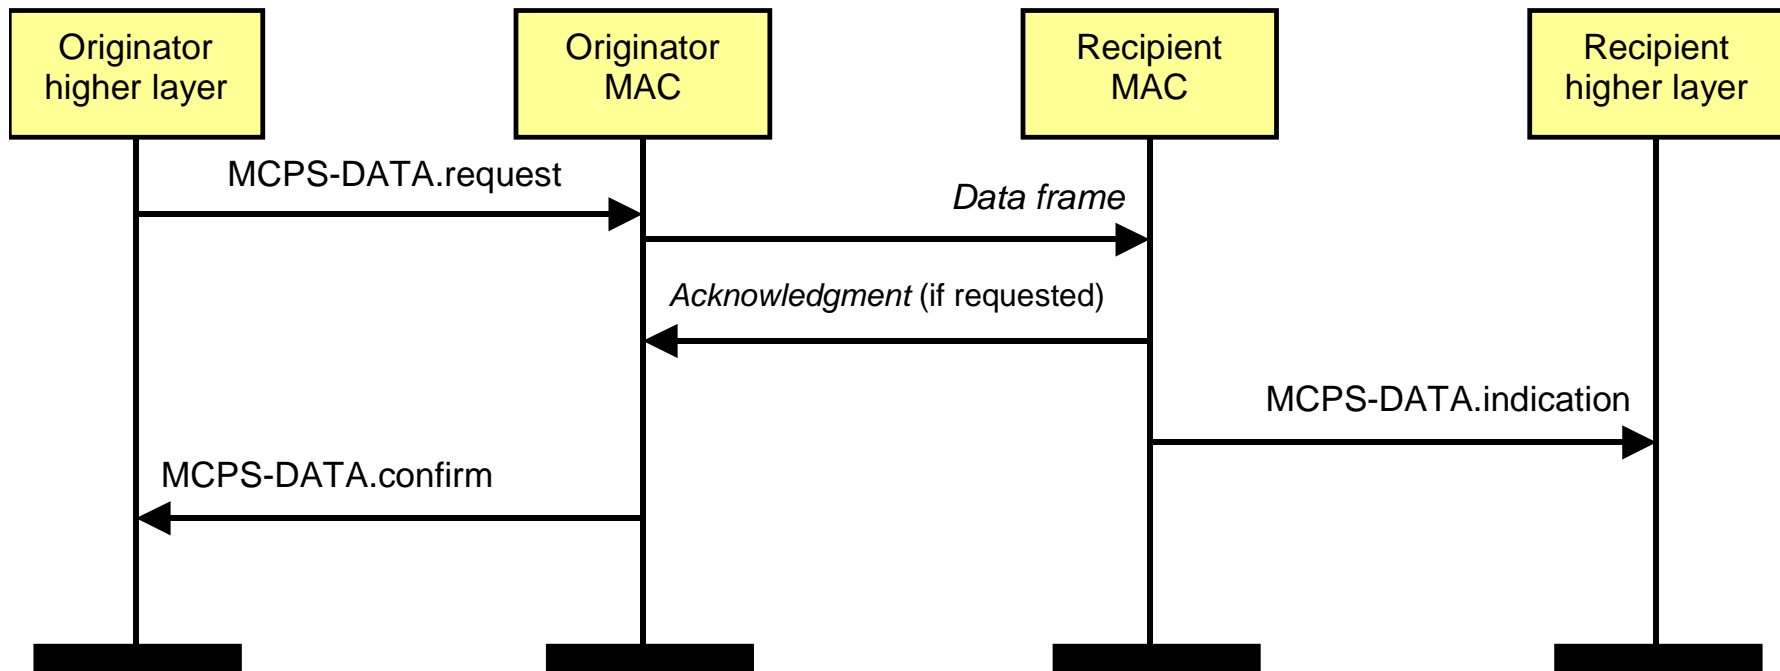 Originator
higher layer
Originator
MAC
Recipient
MAC
Recipient
higher layer
MCPS-DATA.request
Data frame
Acknowledgment (if requested)
MCPS-DATA.indication
MCPS-DATA.confirm